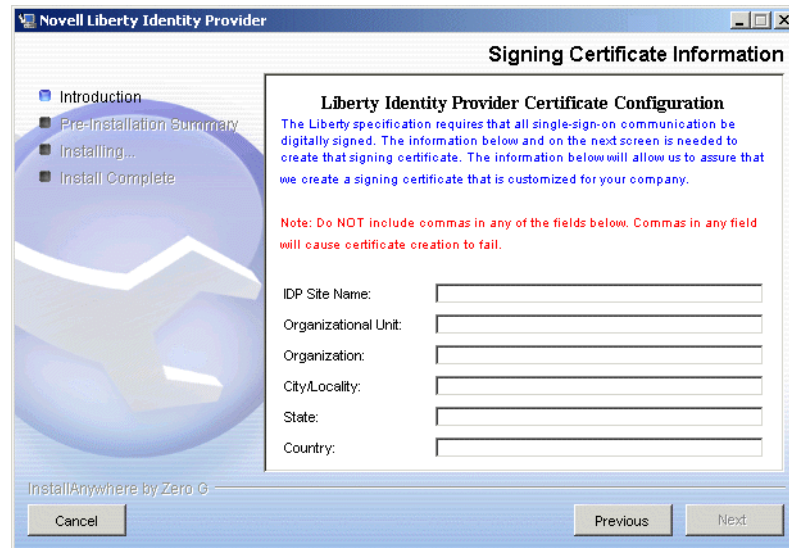 Novell Liberty Identity Provider
Signing Certificate Information
Introduction
Pre-Installation Summary
Installing...
Install Complete
Liberty Identity Provider Certificate Configuration
The Liberty specification requires that all single-sign-on communication be
digitally signed. The information below and on the next screen is needed to
create that signing certificate. The information below will allow us to assure that
we create a signing certificate that is customized for your company.
Note: Do NOT include commas in any of the fields below. Commas in any field
will cause certificate creation to fail.
IDP Site Name:
Organizational Unit:
Organization:
City/Locality:
State:
Country:
InstallAnywhere by Zero G
Cancel
Previous
Next